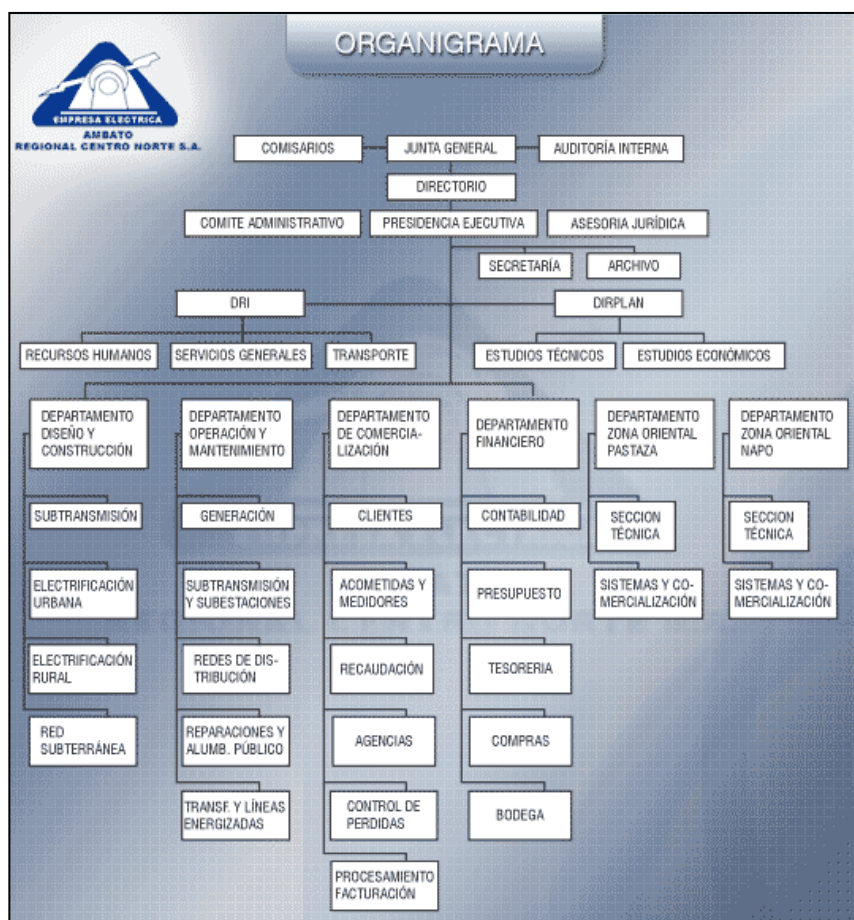 ORGANIGRAMA
EMPRESA ELECTRICA
AMBATO
REGIONAL CENTRO NORTE S.A.
COMISARIOS
JUNTA GENERAL
AUDITORÍA INTERNA
DIRECTORIO
COMITE ADMINISTRATIVO
PRESIDENCIA EJECUTIVA
ASESORIA JURÍDICA
SECRETARÍA
ARCHIVO
DRI
DIRPLAN
RECURSOS HUMANOS
SERVICIOS GENERALES
TRANSPORTE
ESTUDIOS TÉCNICOS
ESTUDIOS ECONÓMICOS
DEPARTAMENTO
DISEÑO Y
CONSTRUCCIÓN
DEPARTAMENTO
OPERACIÓN Y
MANTENIMIENTO
DEPARTAMENTO
DE COMERCIA-
LIZACIÓN
DEPARTAMENTO
FINANCIERO
DEPARTAMENTO
ZONA ORIENTAL
PASTAZA
DEPARTAMENTO
ZONA ORIENTAL
NAPO
SUBTRANSMISIÓN
GENERACIÓN
CLIENTES
CONTABILIDAD
SECCION
TÉCNICA
SECCION
TÉCNICA
ELECTRIFICACIÓN
URBANA
SUBTRANSMISIÓN
Y SUBESTACIONES
ACOMETIDAS Y
MEDIDORES
PRESUPUESTO
SISTEMAS Y CO-
MERCIALIZACIÓN
SISTEMAS Y CO-
MERCIALIZACIÓN
ELECTRIFICACIÓN
RURAL
REDES DE DIS-
TRIBUCIÓN
RECAUDACIÓN
TESORERIA
RED
SUBTERRÁNEA
REPARACIONES Y
ALUMB. PÚBLICO
AGENCIAS
COMPRAS
TRANSF. Y LÍNEAS
ENERGIZADAS
CONTROL DE
PERDIDAS
BODEGA
PROCESAMIENTO
FACTURACIÓN